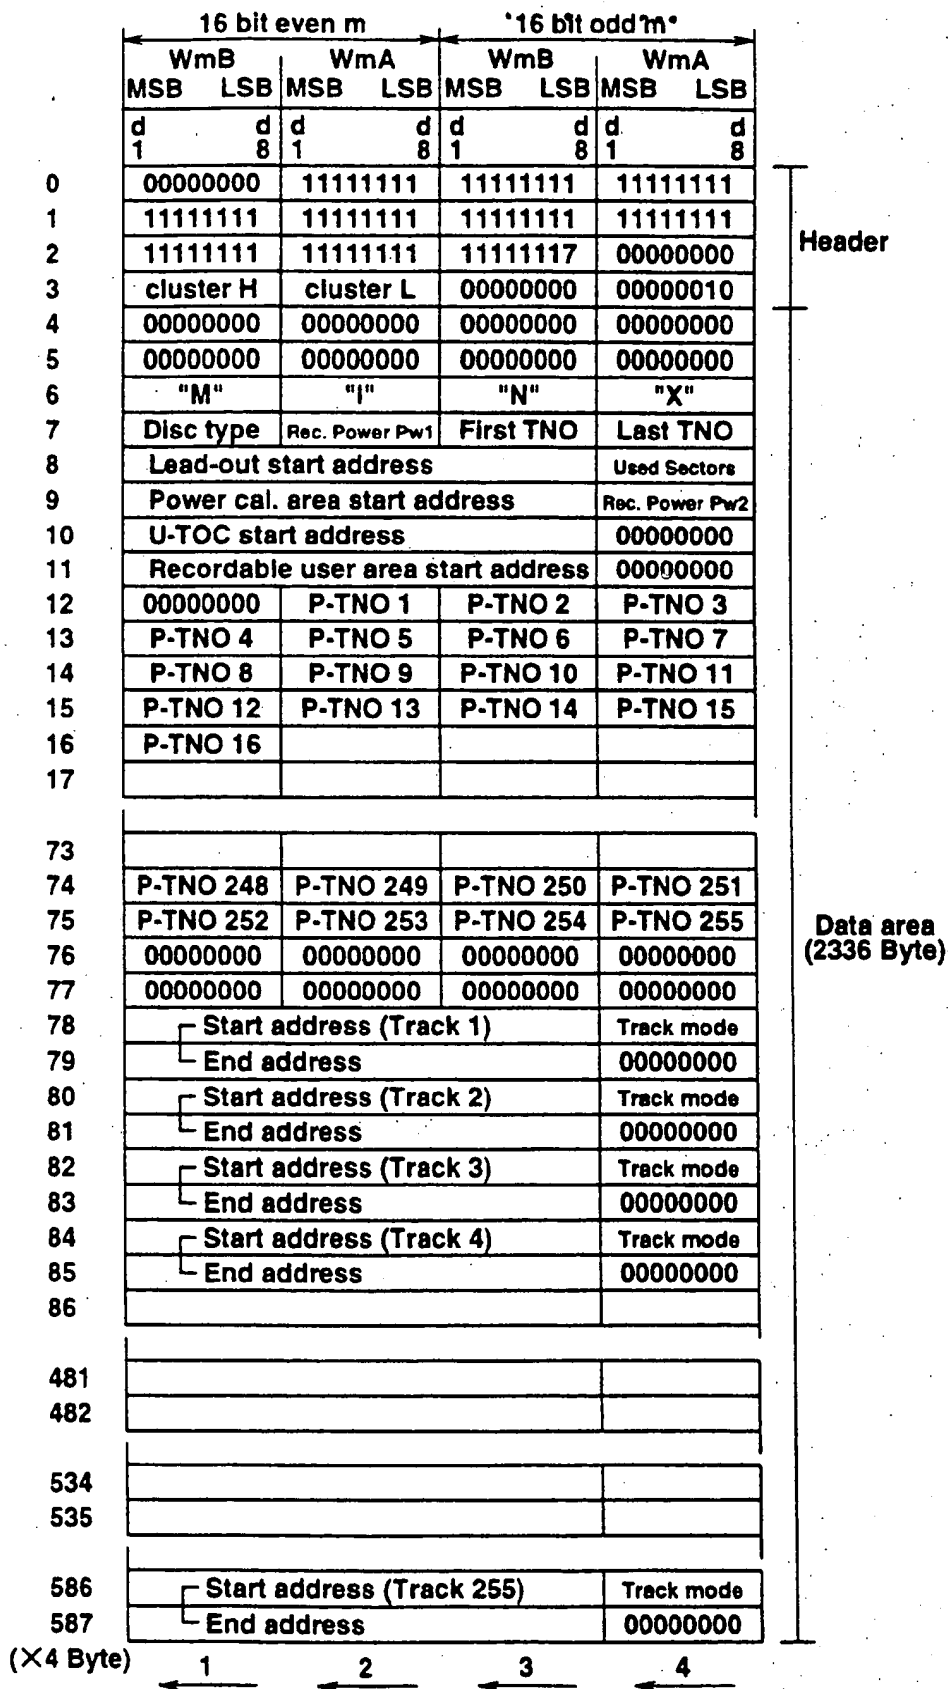 16 bit even m 16 bit odd m
WmB WmA WmB WmA
MSB LSB MSB LSB MSB LSB MSB LSB
d d d d d d d d
1 8 1 8 1 8 1 8
0 00000000 11111111 11111111 11111111
1 11111111 11111111 11111111 11111111
Header
2 11111111 11111111 11111117 00000000
3 cluster H cluster L 00000000 00000010
4 00000000 00000000 00000000 00000000
5 00000000 00000000 00000000 00000000
6 "M" "I" "N" "X"
7 Disc type Rec. Power Pw1 First TNO Last TNO
8 Lead-out start address Used Sectors
9 Power cal. area start address Rec. Power Pw2
10 U-TOC start address 00000000
11 Recordable user area start address 00000000
12 00000000 P-TNO 1 P-TNO 2 P-TNO 3
13 P-TNO 4 P-TNO 5 P-TNO 6 P-TNO 7
14 P-TNO 8 P-TNO 9 P-TNO 10 P-TNO 11
15 P-TNO 12 P-TNO 13 P-TNO 14 P-TNO 15
16 P-TNO 16
17
73
74 P-TNO 248 P-TNO 249 P-TNO 250 P-TNO 251
75 P-TNO 252 P-TNO 253 P-TNO 254 P-TNO 255
Data area
(2336 Byte)
76 00000000 00000000 00000000 00000000
77 00000000 00000000 00000000 00000000
78 Start address (Track 1) Track mode
79 End address 00000000
80 Start address (Track 2) Track mode
81 End address 00000000
82 Start address (Track 3) Track mode
83 End address 00000000
84 Start address (Track 4) Track mode
85 End address 00000000
86
481
482
534
535
586 Start address (Track 255) Track mode
587 End address 00000000
(×4 Byte) 1 2 3 4